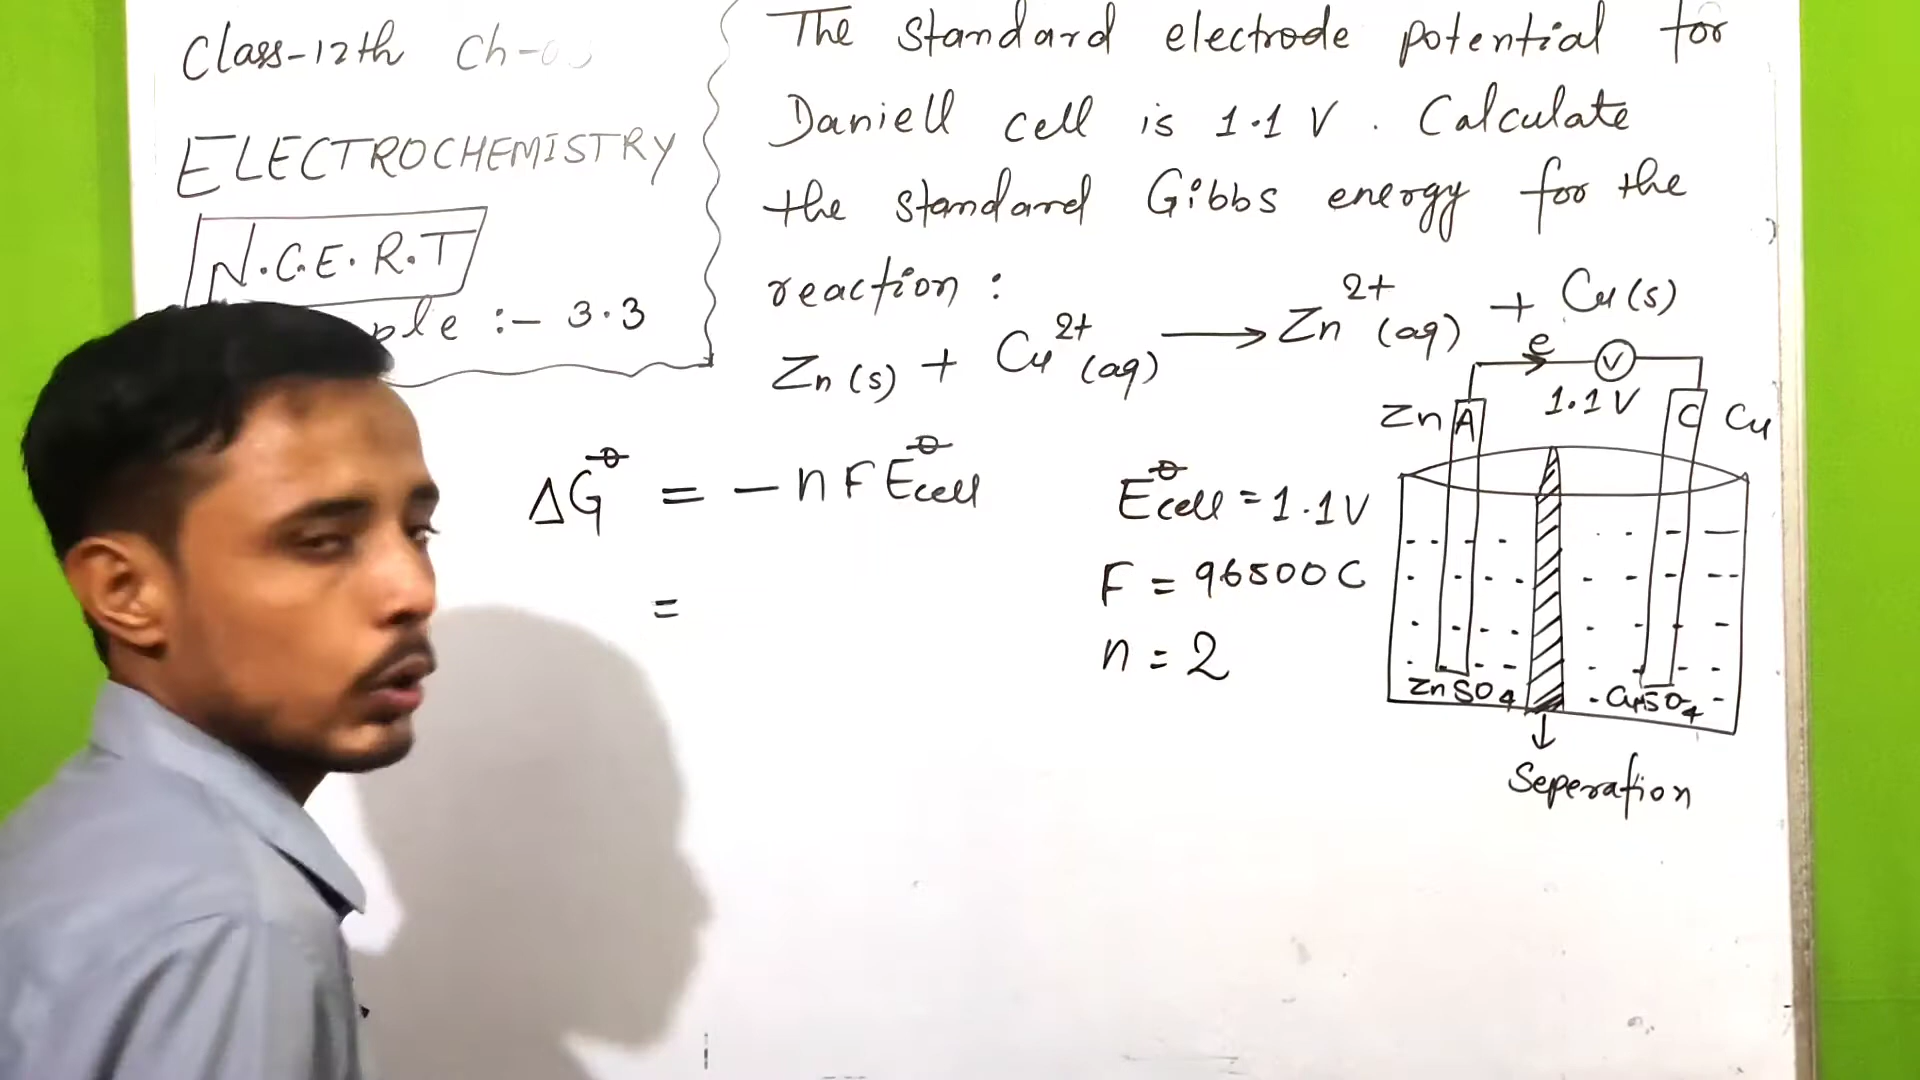 Class-12th Ch-03
ELECTROCHEMISTRY
N.C.E.R.T
ple :- 3.3
The standard electrode potential for
Daniell cell is 1.1 V. Calculate
the standard Gibbs energy for the
reaction :
Zn(s) + Cu²⁺(aq) ⟶ Zn²⁺(aq) + Cu(s)
ΔG⦵ = -nFE⦵cell
=
E⦵cell = 1.1V
F = 96500 C
n = 2
e V
1.1 V
Zn A C Cu
ZnSO₄ CuSO₄
Seperation